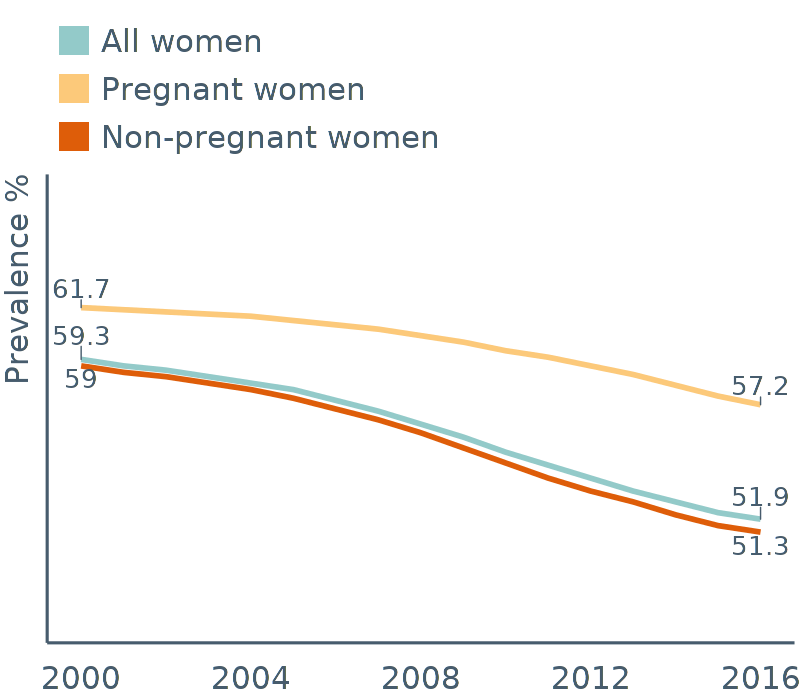 All women
Pregnant women
Non-pregnant women
Prevalence %
61.7
59.3
59
57.2
51.9
51.3
2000 2004 2008 2012 2016